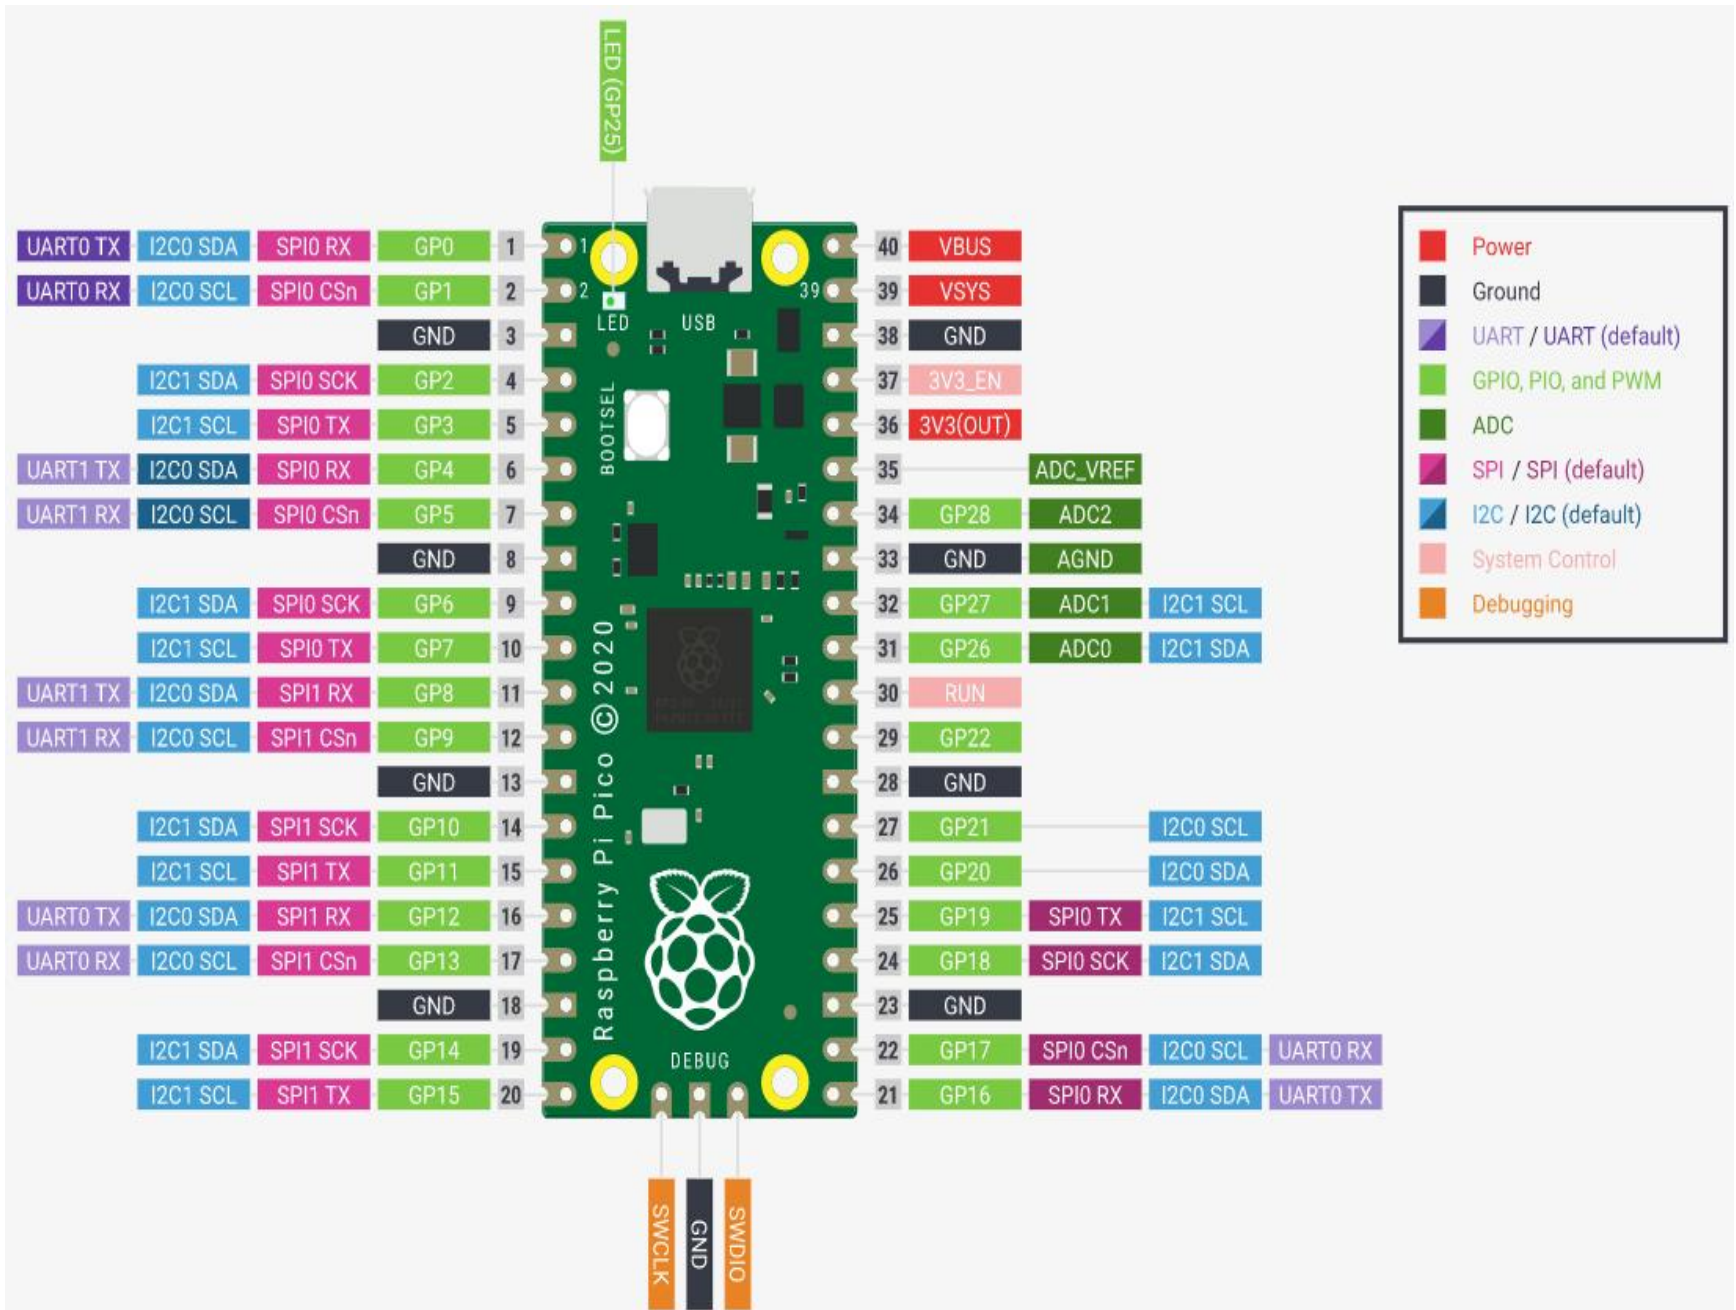 LED (GP25)
UART0 TX I2C0 SDA SPI0 RX GP0 1 1 40 VBUS
UART0 RX I2C0 SCL SPI0 CSn GP1 2 2 39 39 VSYS
LED USB
GND 3 38 GND
I2C1 SDA SPI0 SCK GP2 4 37 3V3_EN
I2C1 SCL SPI0 TX GP3 5 36 3V3(OUT)
BOOTSEL
UART1 TX I2C0 SDA SPI0 RX GP4 6 35 ADC_VREF
UART1 RX I2C0 SCL SPI0 CSn GP5 7 34 GP28 ADC2
GND 8 33 GND AGND
I2C1 SDA SPI0 SCK GP6 9 32 GP27 ADC1 I2C1 SCL
I2C1 SCL SPI0 TX GP7 10 31 GP26 ADC0 I2C1 SDA
UART1 TX I2C0 SDA SPI1 RX GP8 11 30 RUN
UART1 RX I2C0 SCL SPI1 CSn GP9 12 29 GP22
GND 13 28 GND
I2C1 SDA SPI1 SCK GP10 14 27 GP21 I2C0 SCL
I2C1 SCL SPI1 TX GP11 15 26 GP20 I2C0 SDA
UART0 TX I2C0 SDA SPI1 RX GP12 16 25 GP19 SPI0 TX I2C1 SCL
UART0 RX I2C0 SCL SPI1 CSn GP13 17 24 GP18 SPI0 SCK I2C1 SDA
GND 18 23 GND
I2C1 SDA SPI1 SCK GP14 19 22 GP17 SPI0 CSn I2C0 SCL UART0 RX
I2C1 SCL SPI1 TX GP15 20 21 GP16 SPI0 RX I2C0 SDA UART0 TX
Raspberry Pi Pico ©2020
DEBUG
SWCLK
GND
SWDIO
Power
Ground
UART / UART (default)
GPIO, PIO, and PWM
ADC
SPI / SPI (default)
I2C / I2C (default)
System Control
Debugging